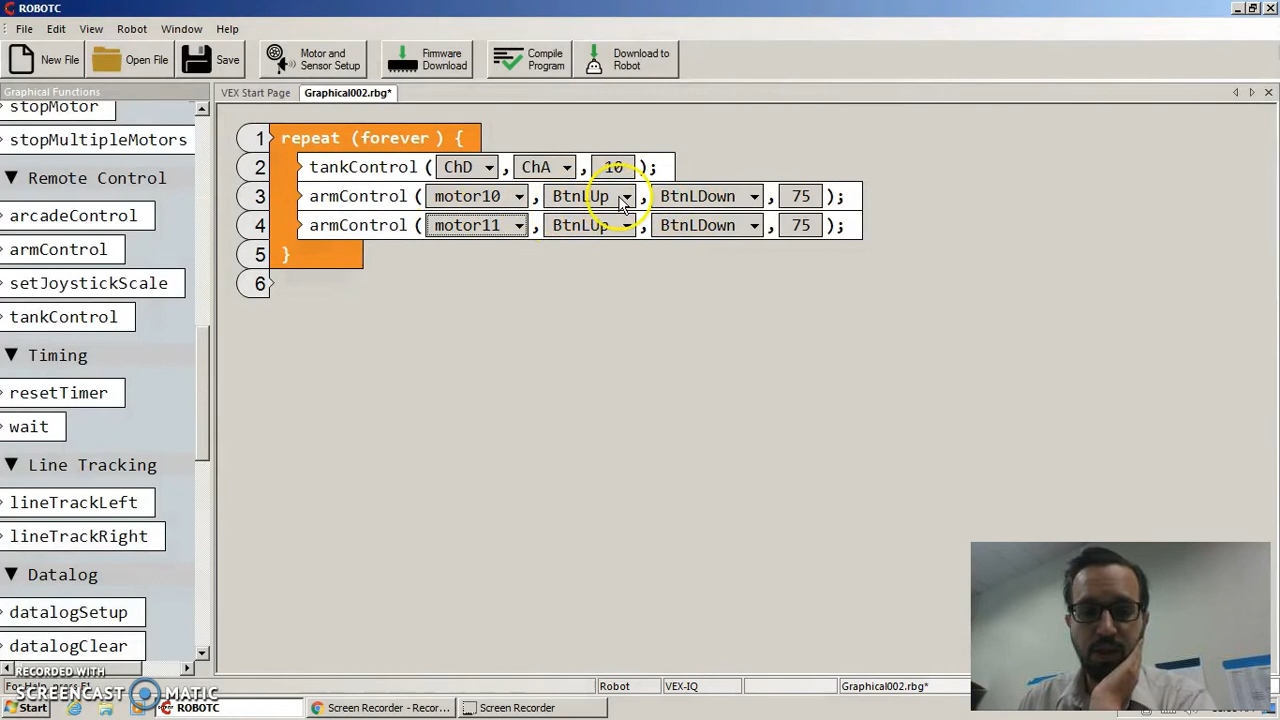 ROBOTC
File Edit View Robot Window Help
New File Open File Save Motor and Sensor Setup Firmware Download Compile Program Download to Robot
Graphical Functions
VEX Start Page Graphical002.rbg*
stopMotor
stopMultipleMotors
Remote Control
arcadeControl
armControl
setJoystickScale
tankControl
Timing
resetTimer
wait
Line Tracking
lineTrackLeft
lineTrackRight
Datalog
datalogSetup
datalogClear
1 repeat (forever ) {
2 tankControl ( ChD , ChA , 10 );
3 armControl ( motor10 , BtnLUp , BtnLDown , 75 );
4 armControl ( motor11 , BtnLUp , BtnLDown , 75 );
5 }
6
RECORDED WITH
SCREENCAST MATIC
Robot VEX-IQ Graphical002.rbg*
Start ROBOTC Screen Recorder - Recor... Screen Recorder